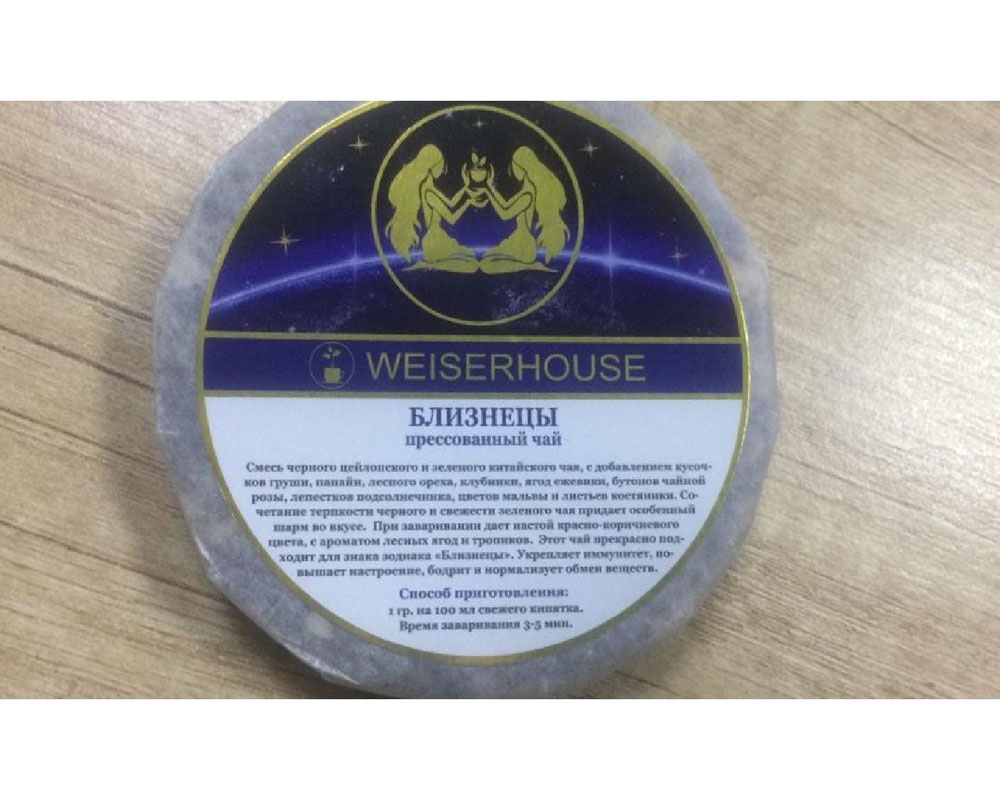 WEISERHOUSE
БЛИЗНЕЦЫ
прессованный чай
Смесь черного цейлонского и зеленого китайского чая, с добавлением кусоч-
ков груши, папайи, лесного ореха, клубники, ягод ежевики, бутонов чайной
розы, лепестков подсолнечника, цветов мальвы и листьев костяники. Со-
четание терпкости черного и свежести зеленого чая придает особенный
шарм во вкусе. При заваривании дает настой красно-коричневого
цвета, с ароматом лесных ягод и тропиков. Этот чай прекрасно под-
ходит для знака зодиака «Близнецы». Укрепляет иммунитет, по-
вышает настроение, бодрит и нормализует обмен веществ.
Способ приготовления:
1 гр. на 100 мл свежего кипятка.
Время заваривания 3-5 мин.